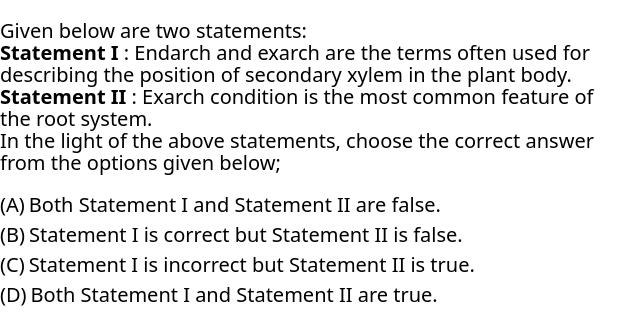 Given below are two statements:
Statement I : Endarch and exarch are the terms often used for
describing the position of secondary xylem in the plant body.
Statement II : Exarch condition is the most common feature of
the root system.
In the light of the above statements, choose the correct answer
from the options given below;
(A) Both Statement I and Statement II are false.
(B) Statement I is correct but Statement II is false.
(C) Statement I is incorrect but Statement II is true.
(D) Both Statement I and Statement II are true.